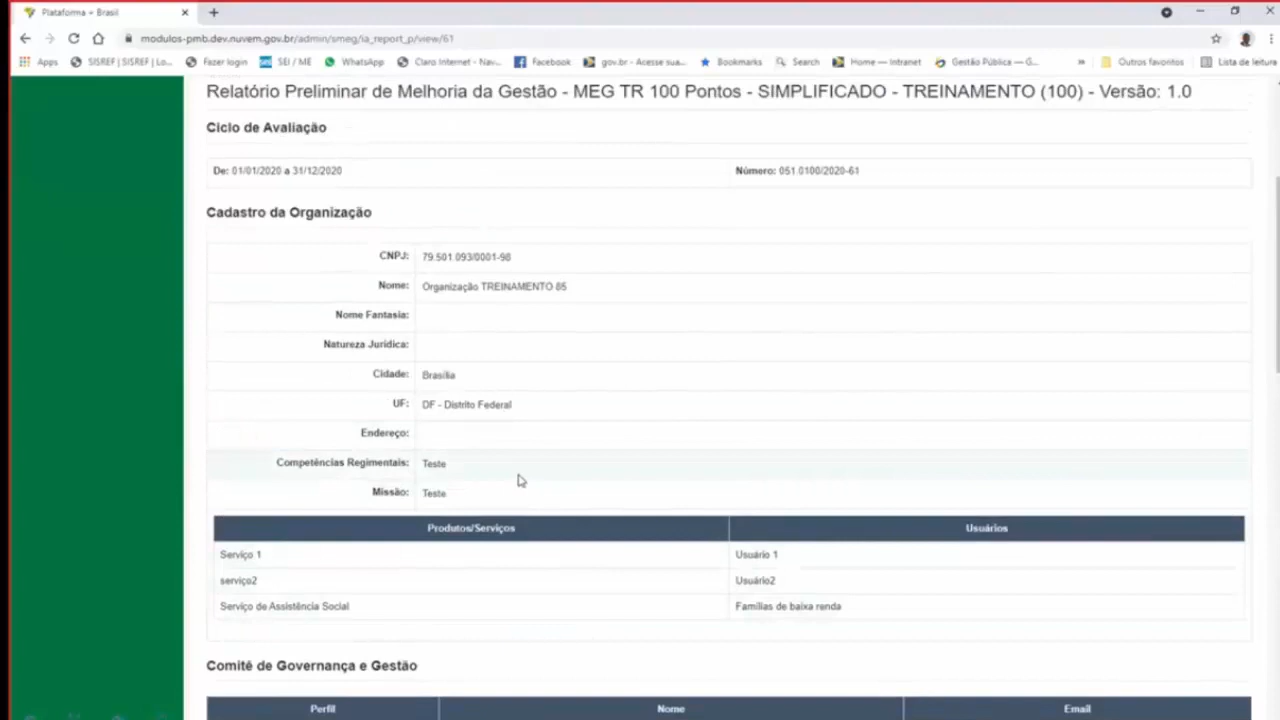 Plataforma + Brasil
modulos-pmb.dev.nuvem.gov.br/admin/smeg/ia_report_p/view/61
Apps SISREF | SISREF | Lo... Fazer login SEI / ME WhatsApp Claro Internet - Nav... Facebook gov.br - Acesse sua... Bookmarks Search Home — Intranet Gestão Pública — G... » Outros favoritos Lista de leitura
Relatório Preliminar de Melhoria da Gestão - MEG TR 100 Pontos - SIMPLIFICADO - TREINAMENTO (100) - Versão: 1.0
Ciclo de Avaliação
De: 01/01/2020 a 31/12/2020 Número: 051.0100/2020-61
Cadastro da Organização
CNPJ: 79.501.093/0001-98
Nome: Organização TREINAMENTO 85
Nome Fantasia:
Natureza Jurídica:
Cidade: Brasília
UF: DF - Distrito Federal
Endereço:
Competências Regimentais: Teste
Missão: Teste
Produtos/Serviços Usuários
Serviço 1 Usuário 1
serviço2 Usuário2
Serviço de Assistência Social Famílias de baixa renda
Comitê de Governança e Gestão
Perfil Nome Email